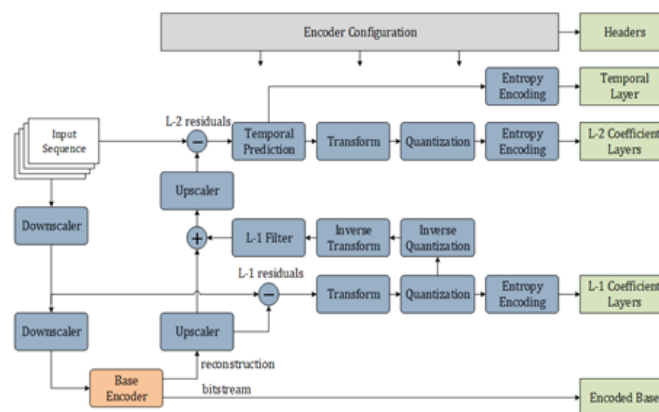 Encoder Configuration
Headers
Entropy
Encoding
Temporal
Layer
L-2 residuals
Input
Sequence
Temporal
Prediction
Transform
Quantization
Entropy
Encoding
L-2 Coefficient
Layers
Upscaler
Downscaler
L-1 Filter
Inverse
Transform
Inverse
Quantization
L-1 residuals
Transform
Quantization
Entropy
Encoding
L-1 Coefficient
Layers
Downscaler
Upscaler
reconstruction
Base
Encoder
bitstream
Encoded Base